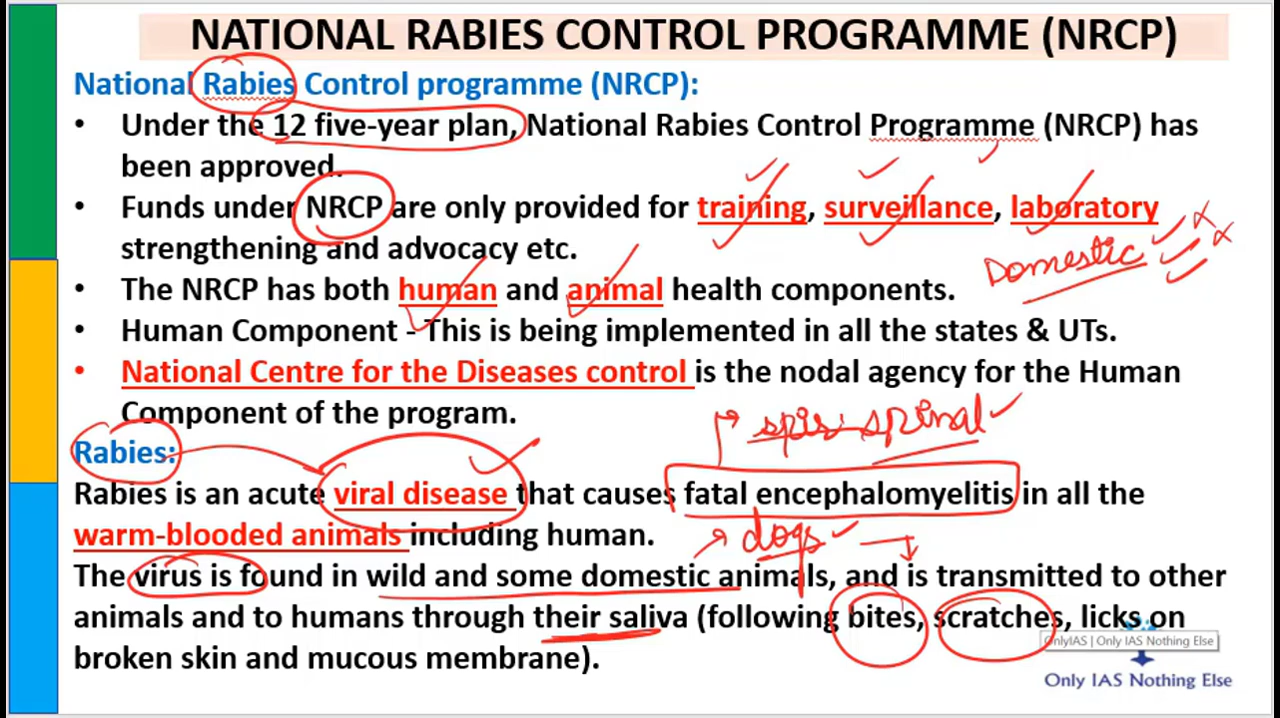 NATIONAL RABIES CONTROL PROGRAMME (NRCP)
National Rabies Control programme (NRCP):
• Under the 12 five-year plan, National Rabies Control Programme (NRCP) has
been approved.
• Funds under NRCP are only provided for training, surveillance, laboratory
strengthening and advocacy etc.
Domestic
• The NRCP has both human and animal health components.
• Human Component - This is being implemented in all the states & UTs.
• National Centre for the Diseases control is the nodal agency for the Human
Component of the program.
spinal
Rabies:
Rabies is an acute viral disease that causes fatal encephalomyelitis in all the
warm-blooded animals including human.
dogs
The virus is found in wild and some domestic animals, and is transmitted to other
animals and to humans through their saliva (following bites, scratches, licks on
OnlyIAS | Only IAS Nothing Else
broken skin and mucous membrane).
Only IAS Nothing Else